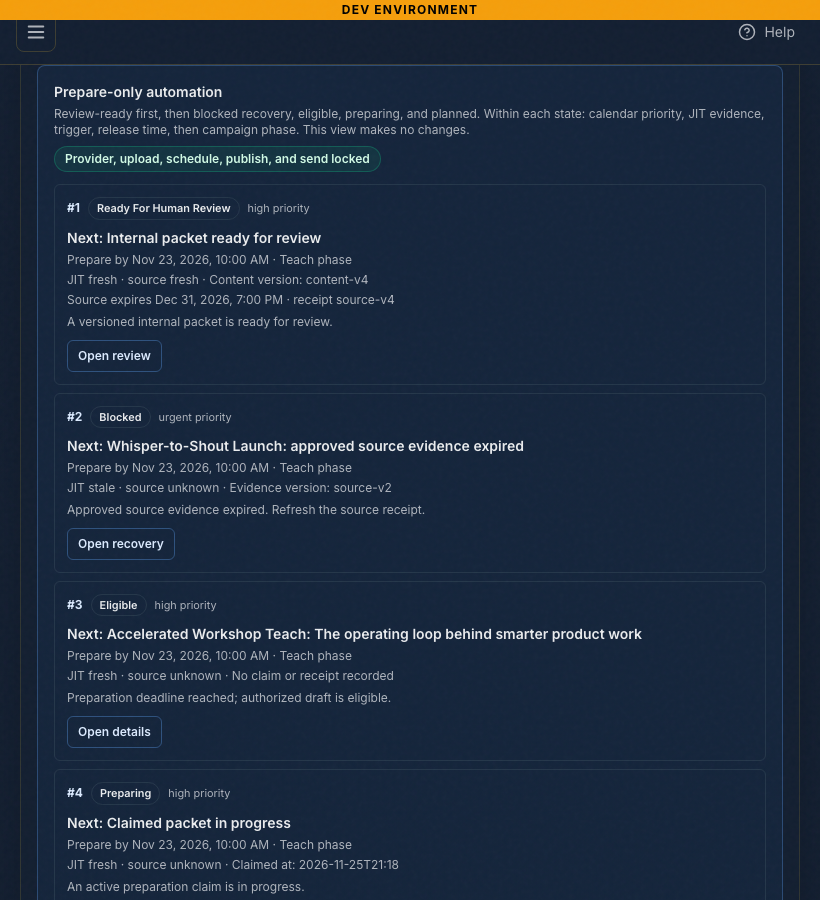 DEV ENVIRONMENT
Help
Prepare-only automation
Review-ready first, then blocked recovery, eligible, preparing, and planned. Within each state: calendar priority, JIT evidence,
trigger, release time, then campaign phase. This view makes no changes.
Provider, upload, schedule, publish, and send locked
#1 Ready For Human Review high priority
Next: Internal packet ready for review
Prepare by Nov 23, 2026, 10:00 AM · Teach phase
JIT fresh · source fresh · Content version: content-v4
Source expires Dec 31, 2026, 7:00 PM · receipt source-v4
A versioned internal packet is ready for review.
Open review
#2 Blocked urgent priority
Next: Whisper-to-Shout Launch: approved source evidence expired
Prepare by Nov 23, 2026, 10:00 AM · Teach phase
JIT stale · source unknown · Evidence version: source-v2
Approved source evidence expired. Refresh the source receipt.
Open recovery
#3 Eligible high priority
Next: Accelerated Workshop Teach: The operating loop behind smarter product work
Prepare by Nov 23, 2026, 10:00 AM · Teach phase
JIT fresh · source unknown · No claim or receipt recorded
Preparation deadline reached; authorized draft is eligible.
Open details
#4 Preparing high priority
Next: Claimed packet in progress
Prepare by Nov 23, 2026, 10:00 AM · Teach phase
JIT fresh · source unknown · Claimed at: 2026-11-25T21:18
An active preparation claim is in progress.